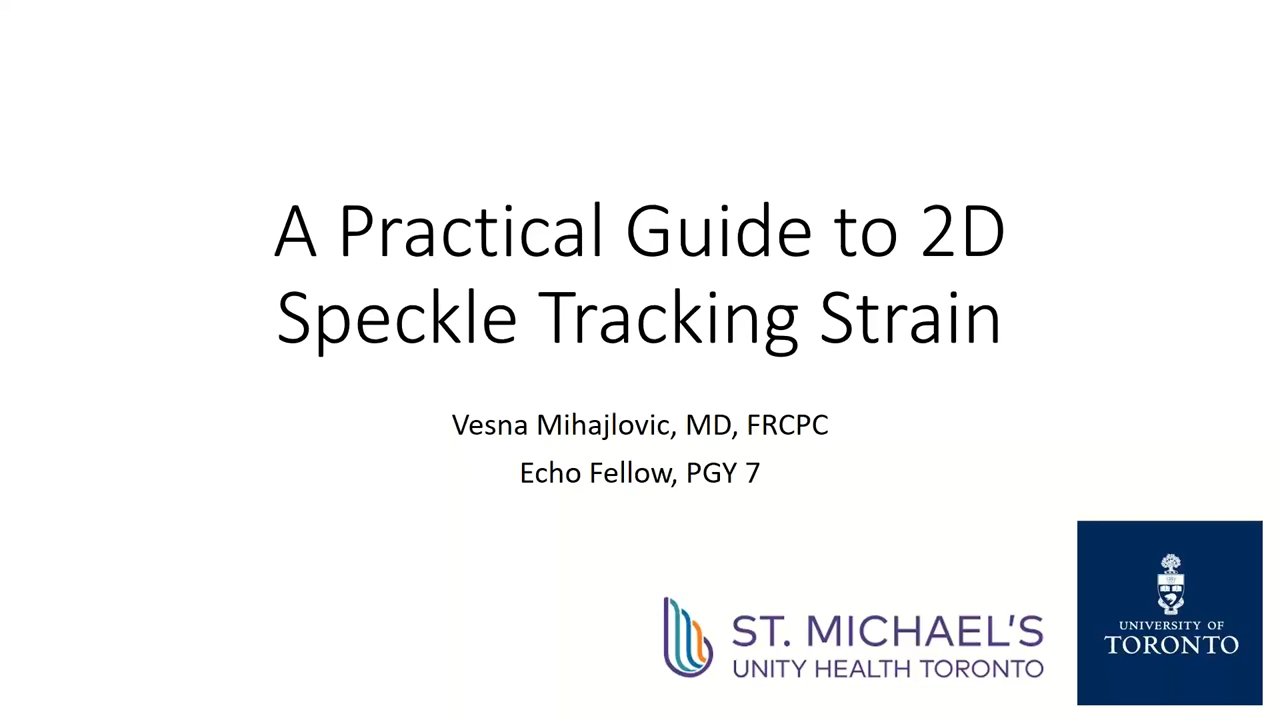 A Practical Guide to 2D
Speckle Tracking Strain
Vesna Mihajlovic, MD, FRCPC
Echo Fellow, PGY 7
ST. MICHAEL'S
UNITY HEALTH TORONTO
UNIVERSITY OF
TORONTO